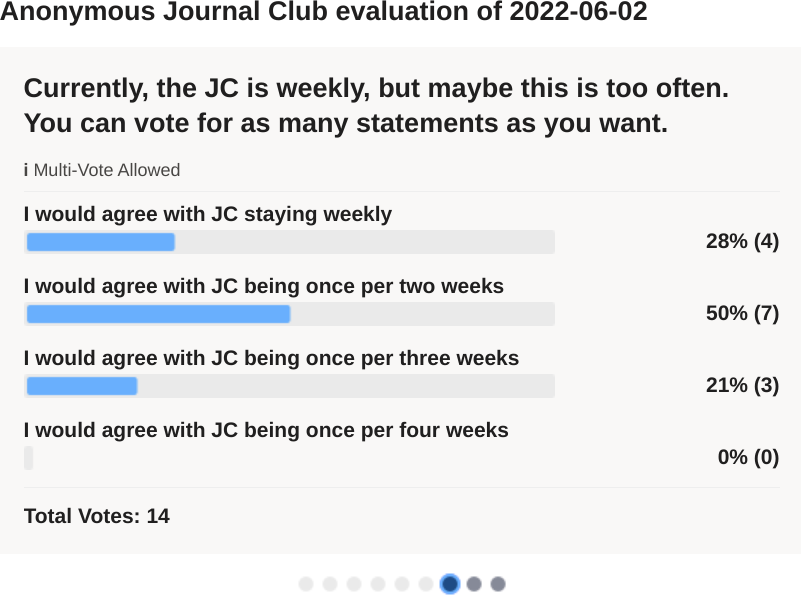 Anonymous Journal Club evaluation of 2022-06-02
Currently, the JC is weekly, but maybe this is too often.
You can vote for as many statements as you want.
i Multi-Vote Allowed
I would agree with JC staying weekly
28% (4)
I would agree with JC being once per two weeks
50% (7)
I would agree with JC being once per three weeks
21% (3)
I would agree with JC being once per four weeks
0% (0)
Total Votes: 14